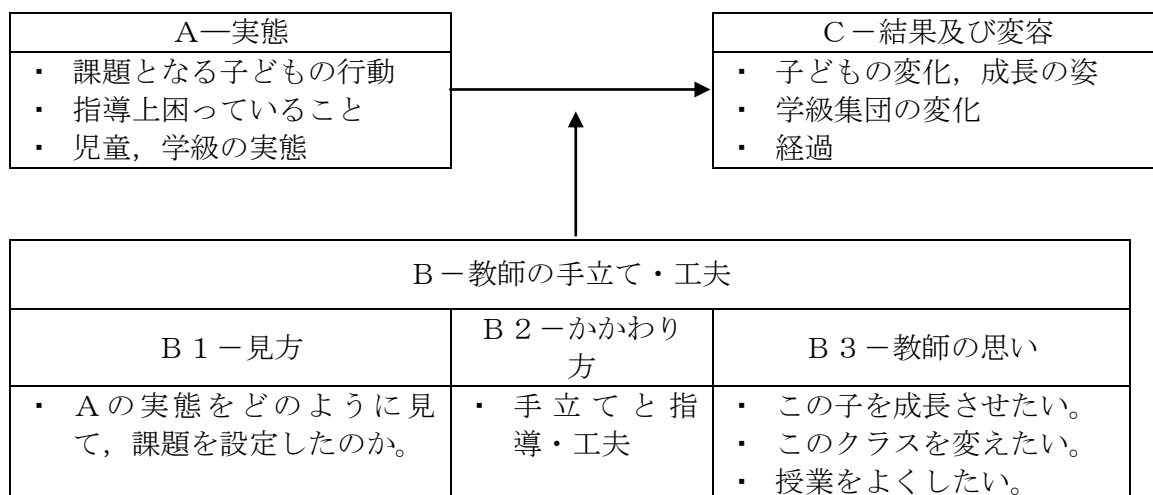 A―実態
・ 課題となる子どもの行動
・ 指導上困っていること
・ 児童，学級の実態
C－結果及び変容
・ 子どもの変化，成長の姿
・ 学級集団の変化
・ 経過
B－教師の手立て・工夫
B１－見方
B２－かかわり
方
B３－教師の思い
・ Aの実態をどのように見
て，課題を設定したのか。
・ 手立てと指
導・工夫
・ この子を成長させたい。
・ このクラスを変えたい。
・ 授業をよくしたい。